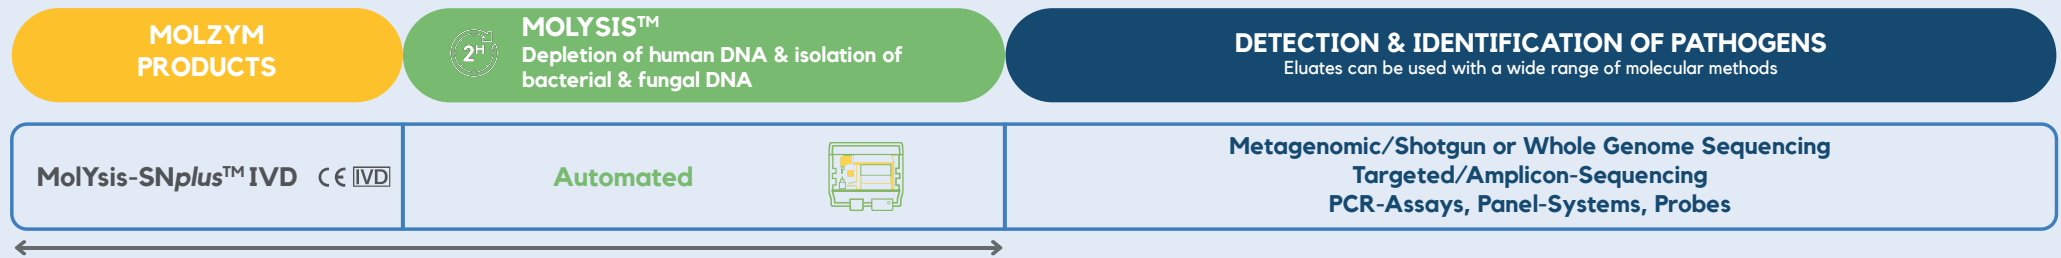 MOLZYM
PRODUCTS
2H
MOLYSIS™
Depletion of human DNA & isolation of
bacterial & fungal DNA
DETECTION & IDENTIFICATION OF PATHOGENS
Eluates can be used with a wide range of molecular methods
MolYsis-SNplus™ IVD CE IVD
Automated
Metagenomic/Shotgun or Whole Genome Sequencing
Targeted/Amplicon-Sequencing
PCR-Assays, Panel-Systems, Probes